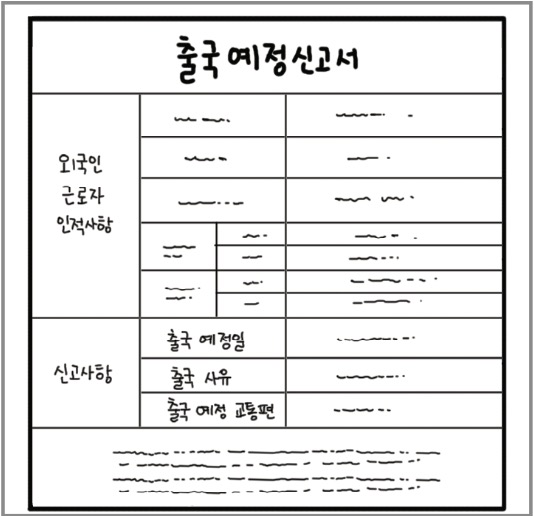 출국 예정신고서
외국인
근로자
인적사항
신고사항
출국 예정일
출국 사유
출국 예정 교통편